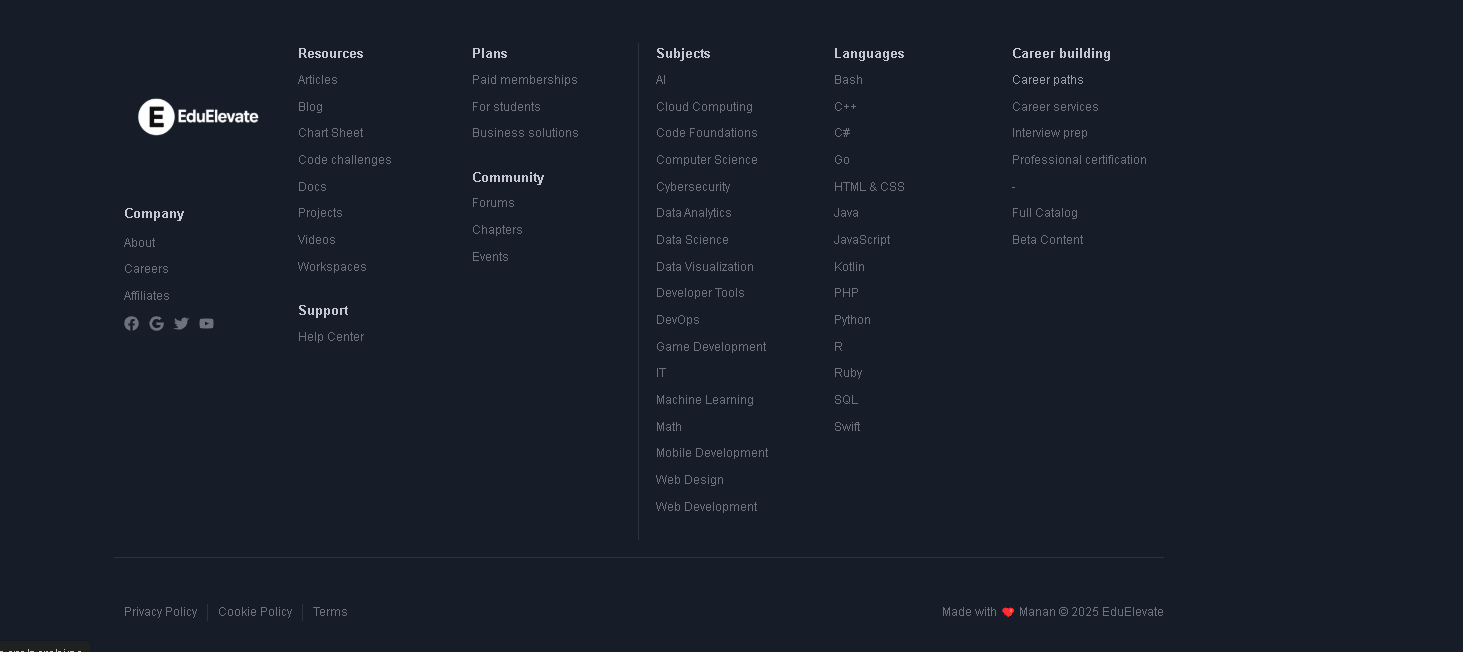 E EduElevate
Company
About
Careers
Affiliates
Resources
Articles
Blog
Chart Sheet
Code challenges
Docs
Projects
Videos
Workspaces
Support
Help Center
Plans
Paid memberships
For students
Business solutions
Community
Forums
Chapters
Events
Subjects
AI
Cloud Computing
Code Foundations
Computer Science
Cybersecurity
Data Analytics
Data Science
Data Visualization
Developer Tools
DevOps
Game Development
IT
Machine Learning
Math
Mobile Development
Web Design
Web Development
Languages
Bash
C++
C#
Go
HTML & CSS
Java
JavaScript
Kotlin
PHP
Python
R
Ruby
SQL
Swift
Career building
Career paths
Career services
Interview prep
Professional certification
-
Full Catalog
Beta Content
Privacy Policy
Cookie Policy
Terms
Made with ❤ Manan © 2025 EduElevate